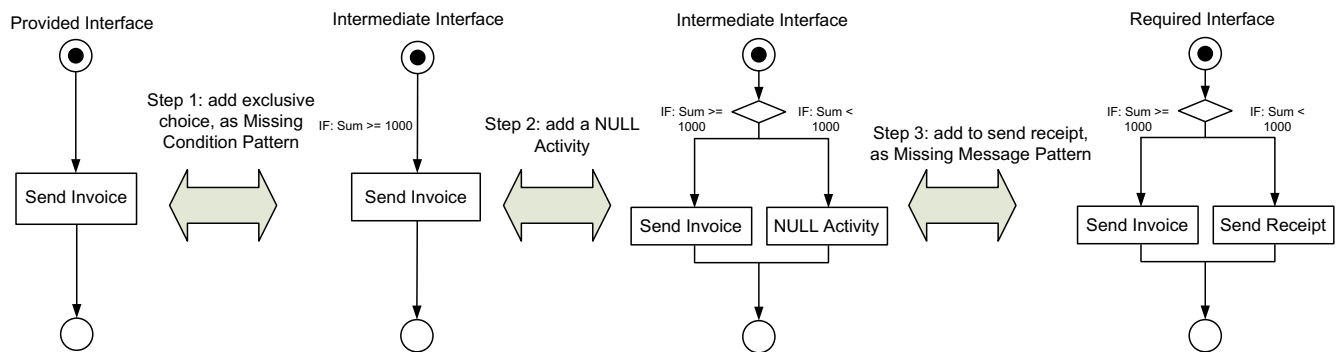 Provided Interface
Step 1: add exclusive
choice, as Missing
Condition Pattern
Send Invoice
Intermediate Interface
IF: Sum >= 1000
Send Invoice
Step 2: add a NULL
Activity
Intermediate Interface
IF: Sum >=
1000
IF: Sum <
1000
Send Invoice
NULL Activity
Step 3: add to send receipt,
as Missing Message Pattern
Required Interface
IF: Sum >=
1000
IF: Sum <
1000
Send Invoice
Send Receipt